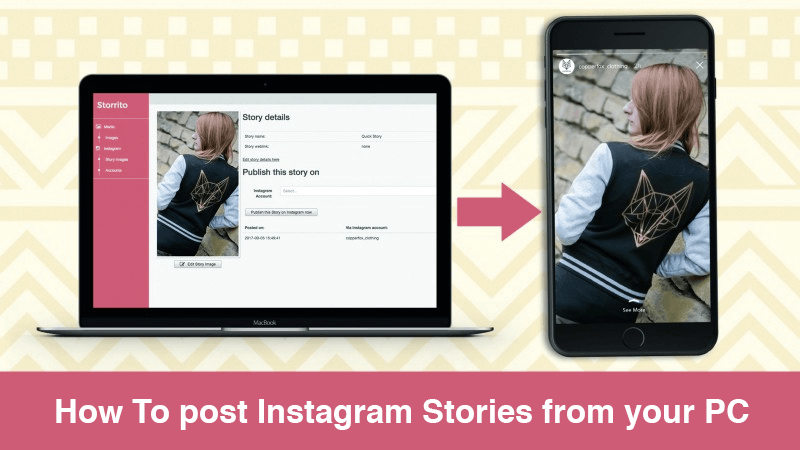 Storrito
Media
Images
Instagram
Story Images
Accounts
Story details
Story name: Quick Story
Story weblink: none
Edit story details here
Publish this story on
Instagram Account: Select...
Publish this Story on Instagram now
Posted on: Via Instagram account:
2017-09-05 15:49:41 copperfox_clothing
Edit Story Image
MacBook
copperfox_clothing
See More
How To post Instagram Stories from your PC